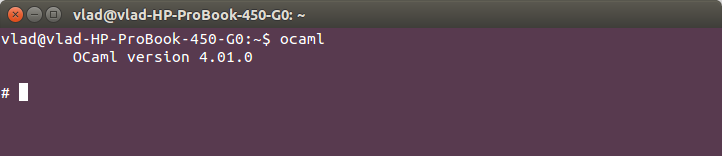 vlad@vlad-HP-ProBook-450-G0: ~
vlad@vlad-HP-ProBook-450-G0:~$ ocaml
        OCaml version 4.01.0
#